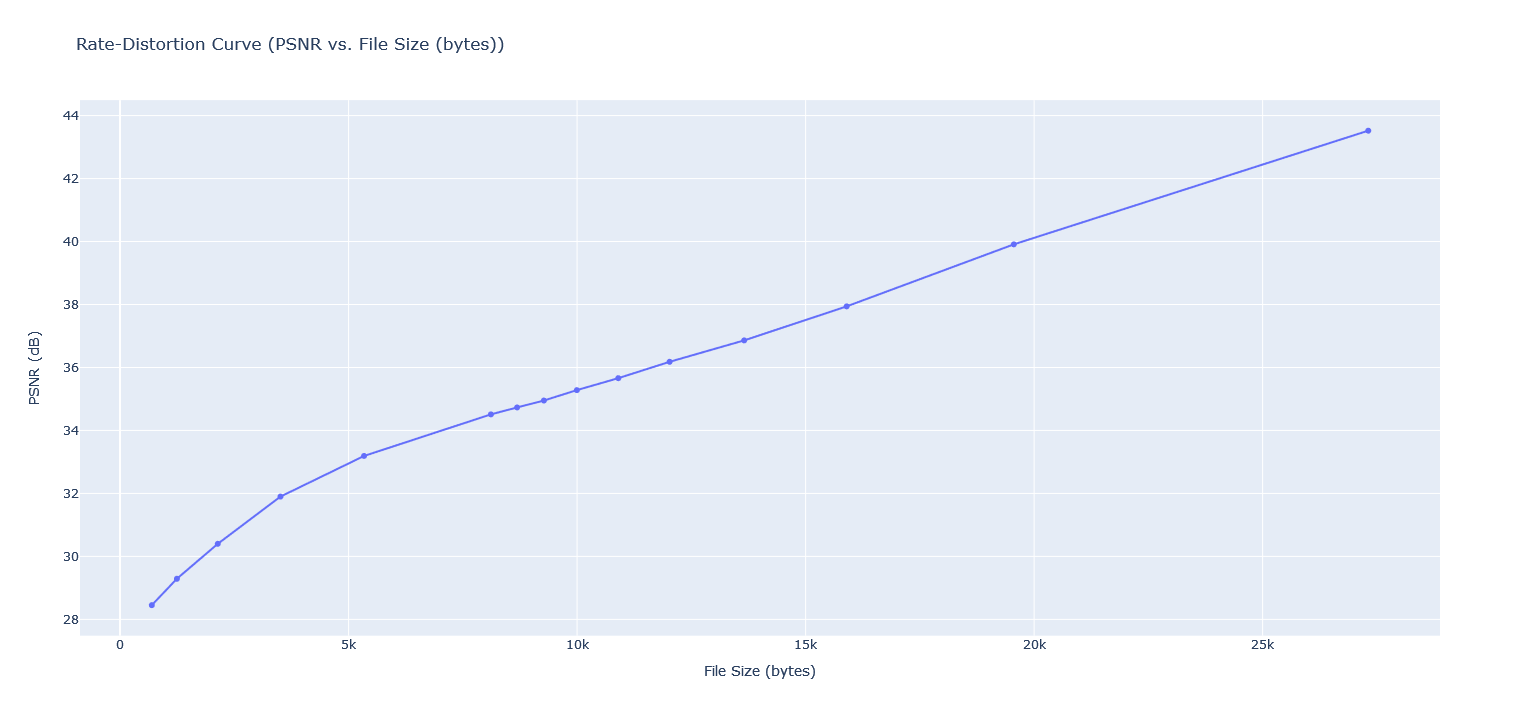 Rate-Distortion Curve (PSNR vs. File Size (bytes))
44
42
40
38
36
34
32
30
28
PSNR (dB)
0 5k 10k 15k 20k 25k
File Size (bytes)